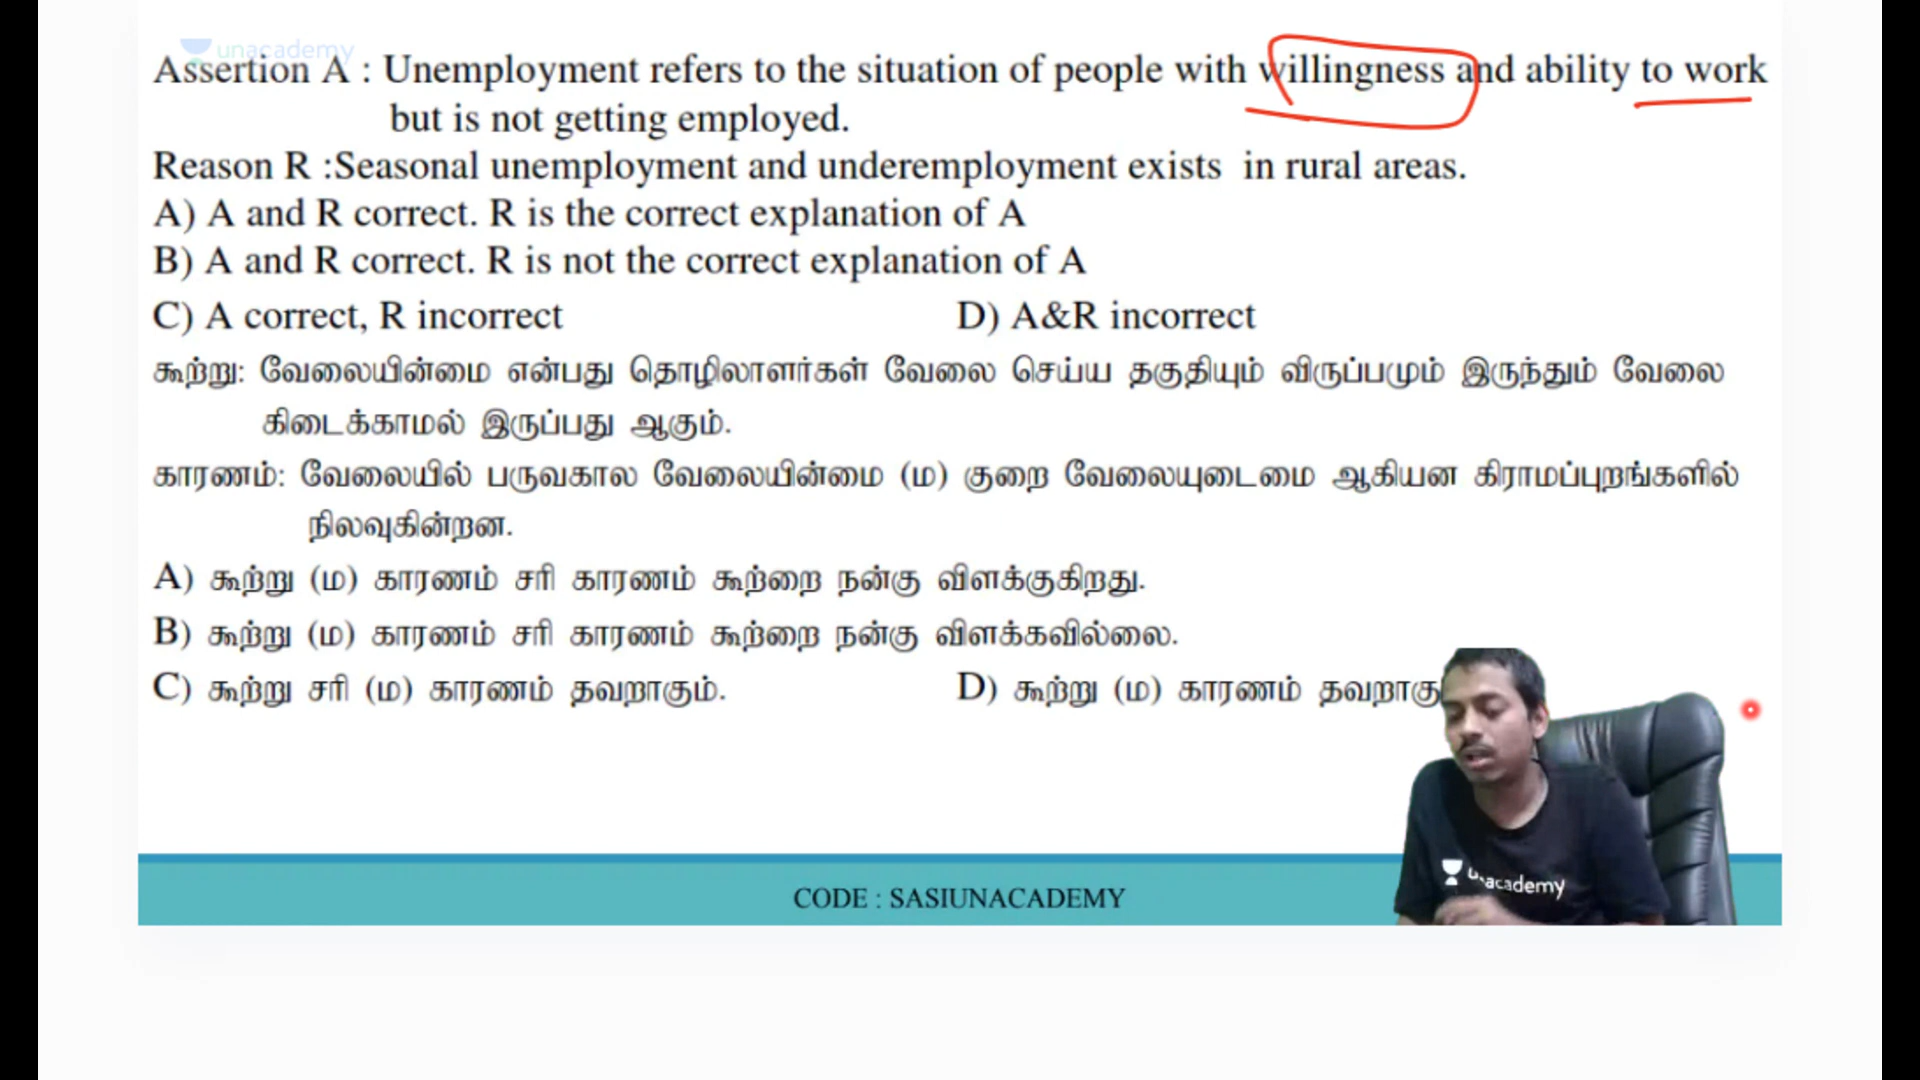 unacademy
Assertion A : Unemployment refers to the situation of people with willingness and ability to work
but is not getting employed.
Reason R :Seasonal unemployment and underemployment exists in rural areas.
A) A and R correct. R is the correct explanation of A
B) A and R correct. R is not the correct explanation of A
C) A correct, R incorrect D) A&R incorrect
கூற்று: வேலையின்மை என்பது தொழிலாளர்கள் வேலை செய்ய தகுதியும் விருப்பமும் இருந்தும் வேலை
கிடைக்காமல் இருப்பது ஆகும்.
காரணம்: வேலையில் பருவகால வேலையின்மை (ம) குறை வேலையுடைமை ஆகியன கிராமப்புறங்களில்
நிலவுகின்றன.
A) கூற்று (ம) காரணம் சரி காரணம் கூற்றை நன்கு விளக்குகிறது.
B) கூற்று (ம) காரணம் சரி காரணம் கூற்றை நன்கு விளக்கவில்லை.
C) கூற்று சரி (ம) காரணம் தவறாகும். D) கூற்று (ம) காரணம் தவறாகு
unacademy
CODE : SASIUNACADEMY